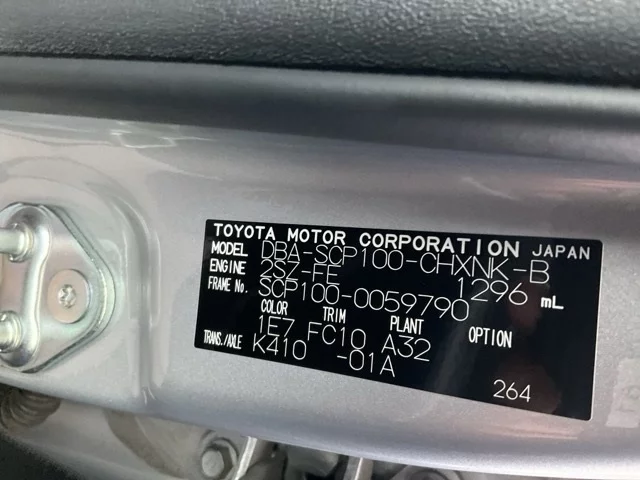 TOYOTA MOTOR CORPORATION JAPAN
MODEL DBA-SCP100-CHXNK-B
ENGINE 2SZ-FE 1296 mL
FRAME No. SCP100-0059790
COLOR TRIM PLANT OPTION
1E7 FC10 A32
TRANS./AXLE K410 -01A
264